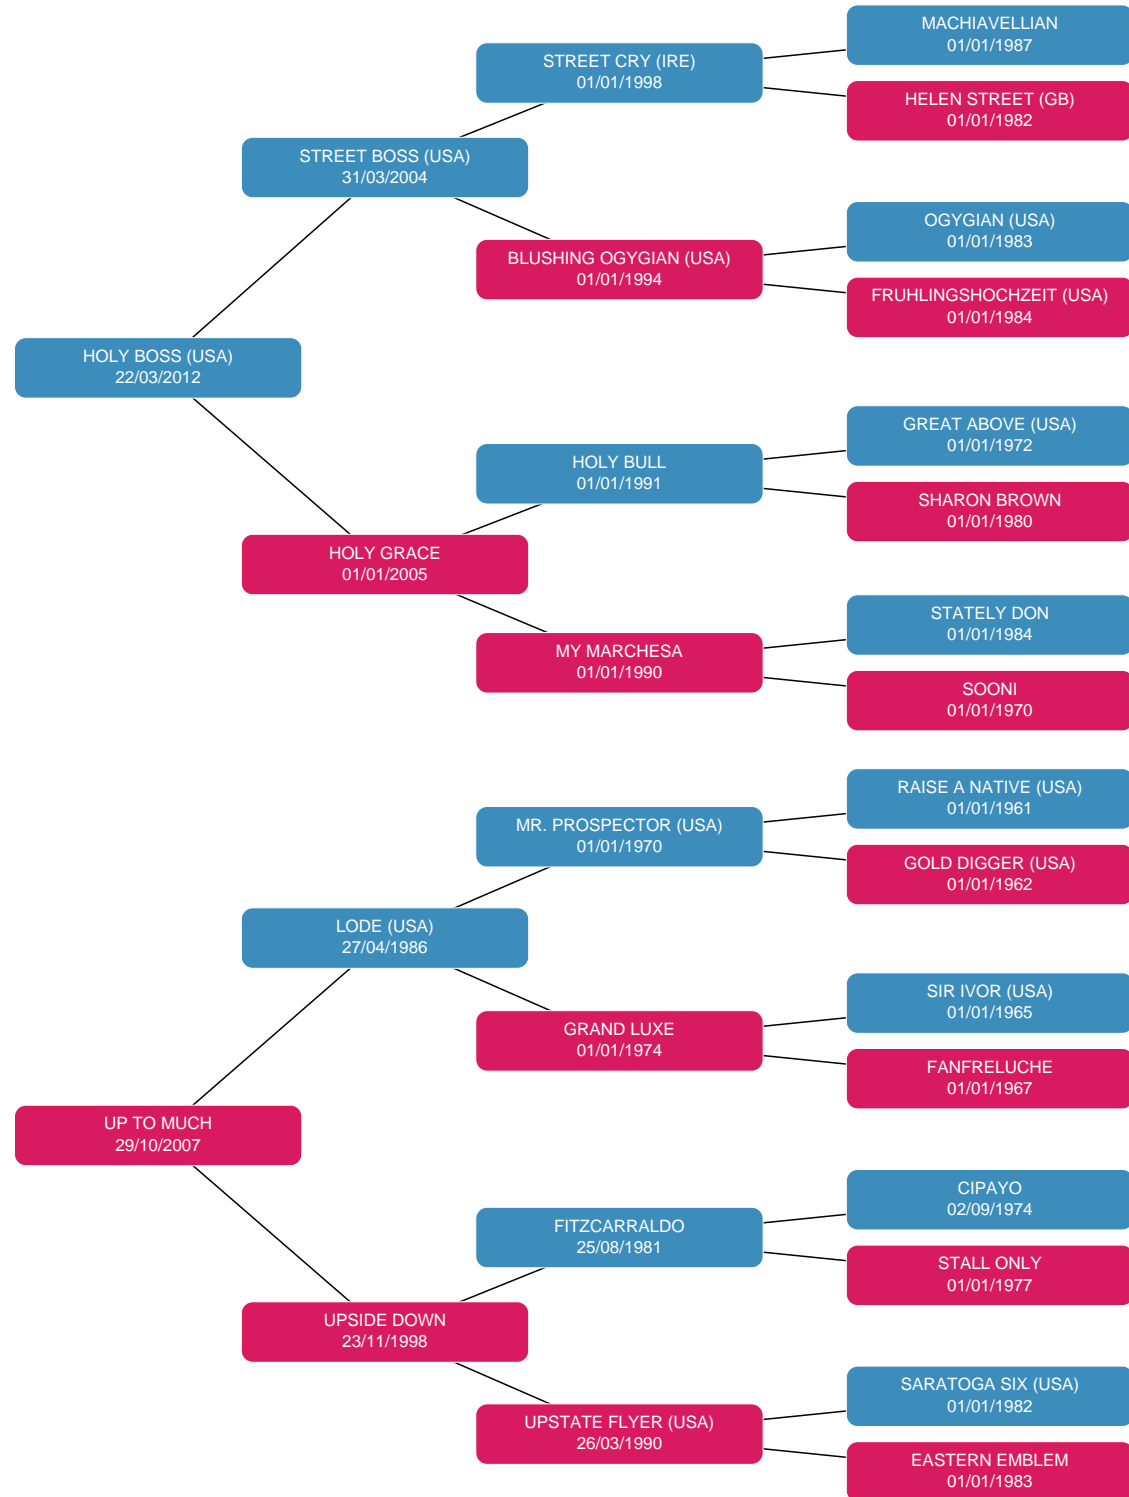 MACHIAVELLIAN
01/01/1987
STREET CRY (IRE)
01/01/1998
HELEN STREET (GB)
01/01/1982
STREET BOSS (USA)
31/03/2004
OGYGIAN (USA)
01/01/1983
BLUSHING OGYGIAN (USA)
01/01/1994
FRUHLINGSHOCHZEIT (USA)
01/01/1984
HOLY BOSS (USA)
22/03/2012
GREAT ABOVE (USA)
01/01/1972
HOLY BULL
01/01/1991
SHARON BROWN
01/01/1980
HOLY GRACE
01/01/2005
STATELY DON
01/01/1984
MY MARCHESA
01/01/1990
SOONI
01/01/1970
RAISE A NATIVE (USA)
01/01/1961
MR. PROSPECTOR (USA)
01/01/1970
GOLD DIGGER (USA)
01/01/1962
LODE (USA)
27/04/1986
SIR IVOR (USA)
01/01/1965
GRAND LUXE
01/01/1974
FANFRELUCHE
01/01/1967
UP TO MUCH
29/10/2007
CIPAYO
02/09/1974
FITZCARRALDO
25/08/1981
STALL ONLY
01/01/1977
UPSIDE DOWN
23/11/1998
SARATOGA SIX (USA)
01/01/1982
UPSTATE FLYER (USA)
26/03/1990
EASTERN EMBLEM
01/01/1983